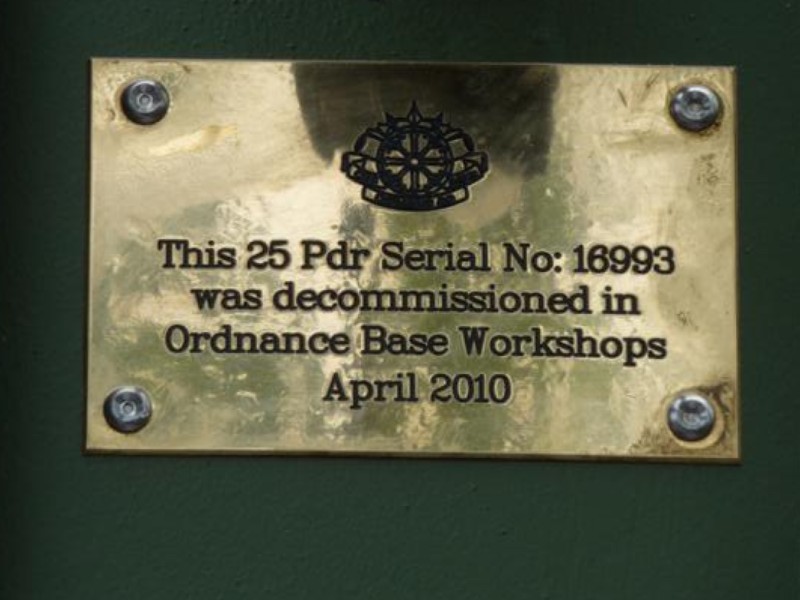 This 25 Pdr Serial No: 16993
was decommissioned in
Ordnance Base Workshops
April 2010